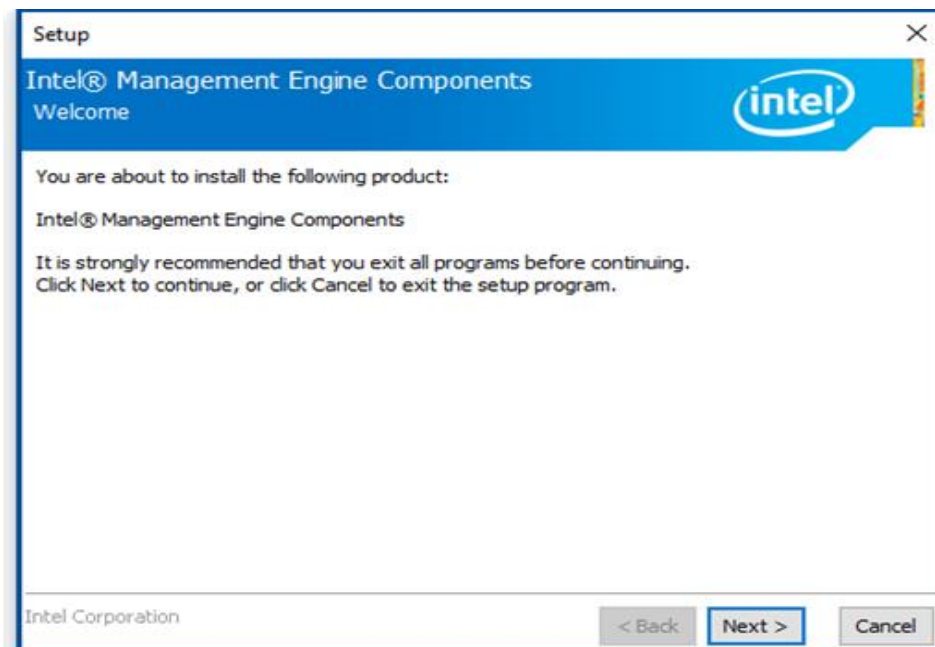 Setup
Intel® Management Engine Components
Welcome
intel
You are about to install the following product:
Intel® Management Engine Components
It is strongly recommended that you exit all programs before continuing.
Click Next to continue, or click Cancel to exit the setup program.
Intel Corporation
< Back Next > Cancel